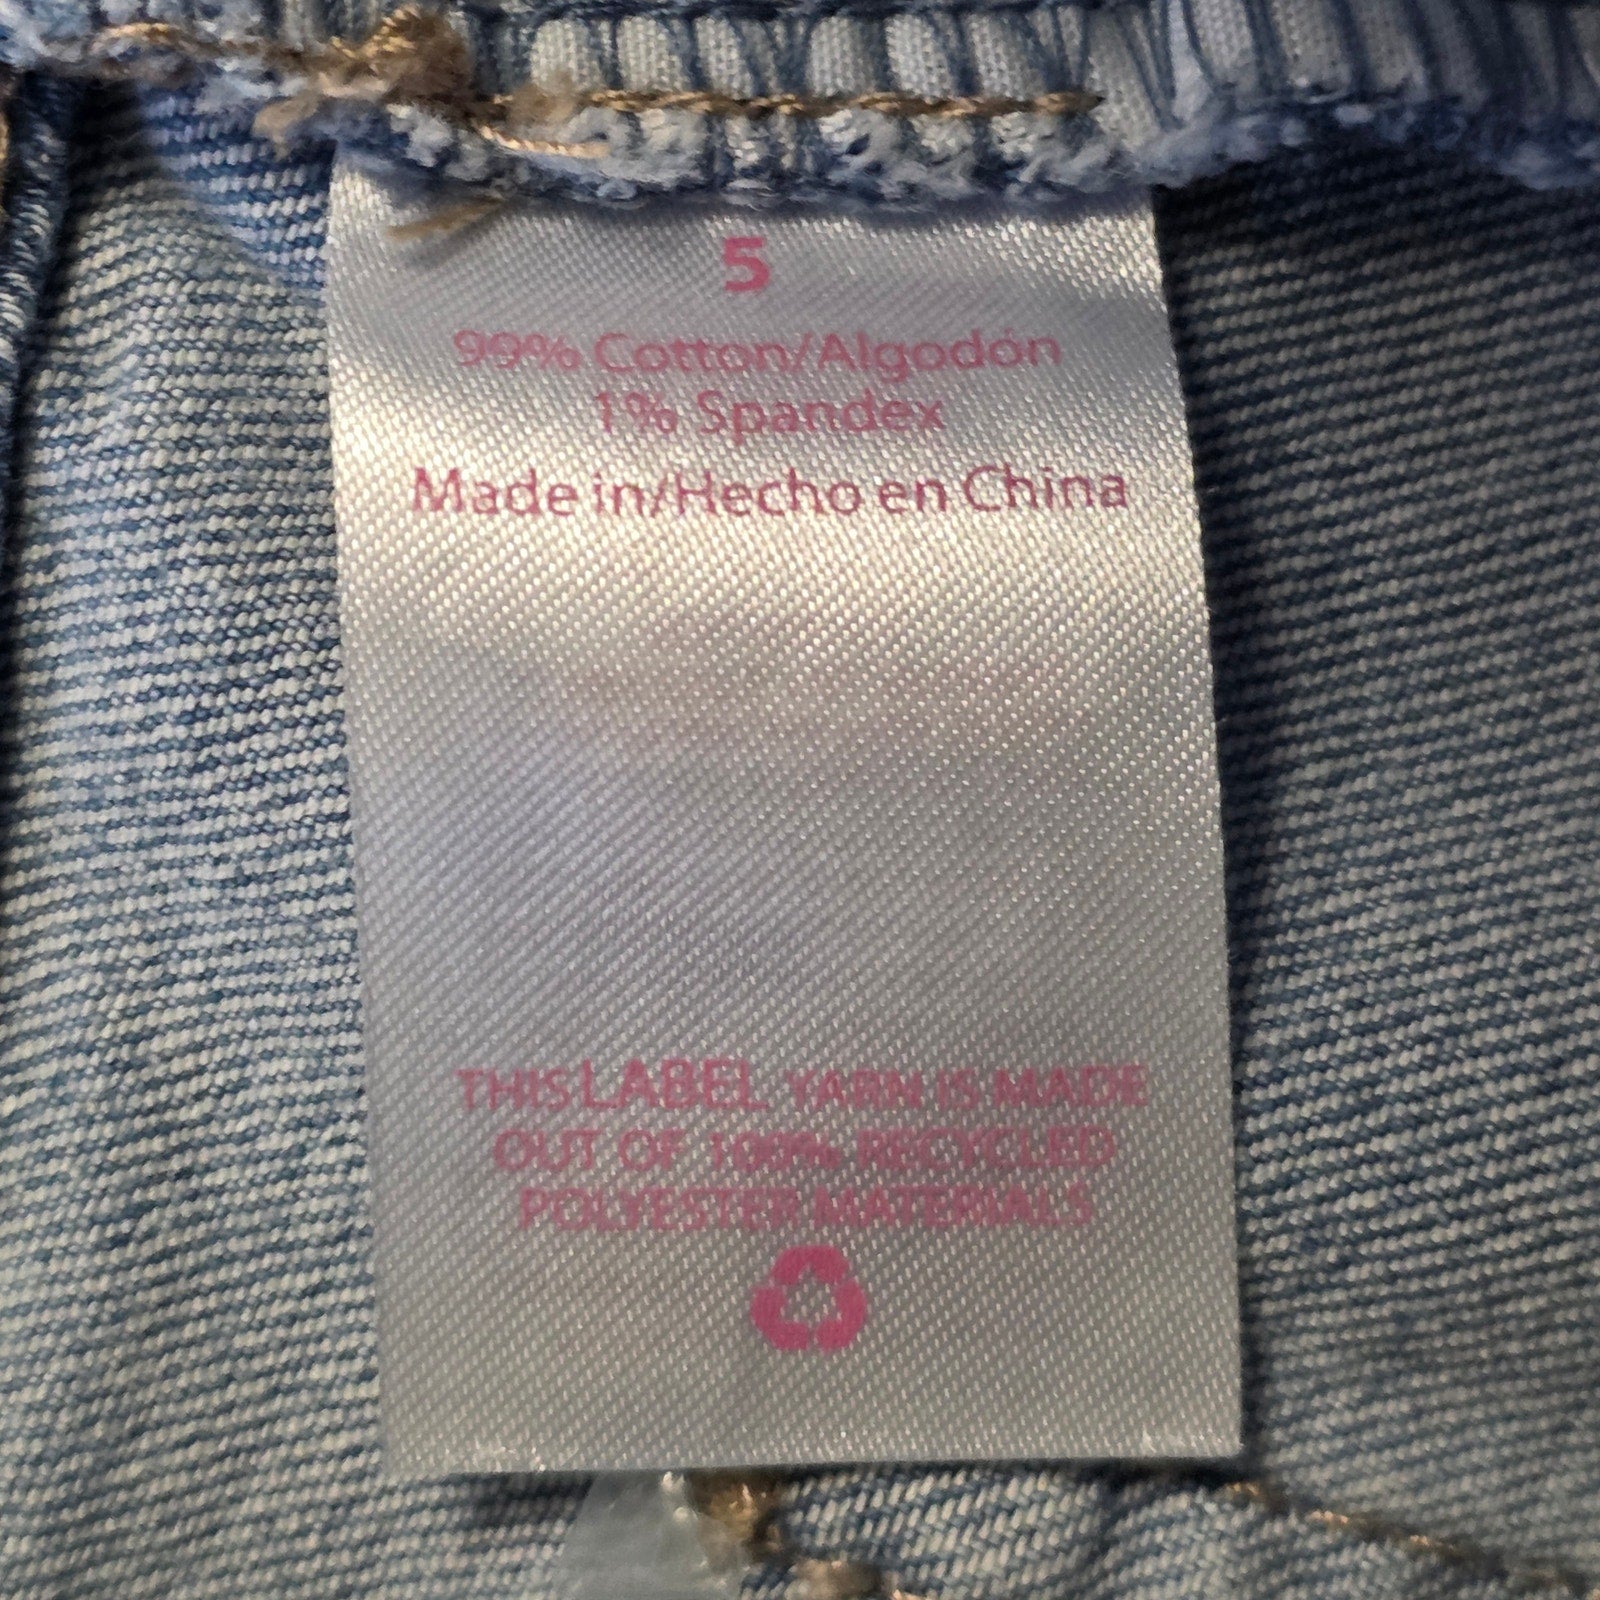 5
99% Cotton/Algodón
1% Spandex
Made in/Hecho en China
THIS LABEL YARN IS MADE
OUT OF 100% RECYCLED
POLYESTER MATERIALS